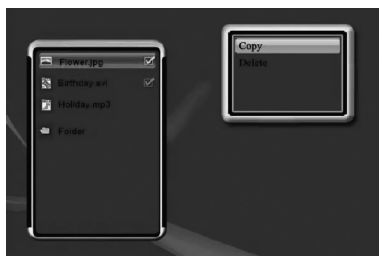 Flower.jpg
Birthday.avi
Holiday.mp3
Folder
Copy
Delete